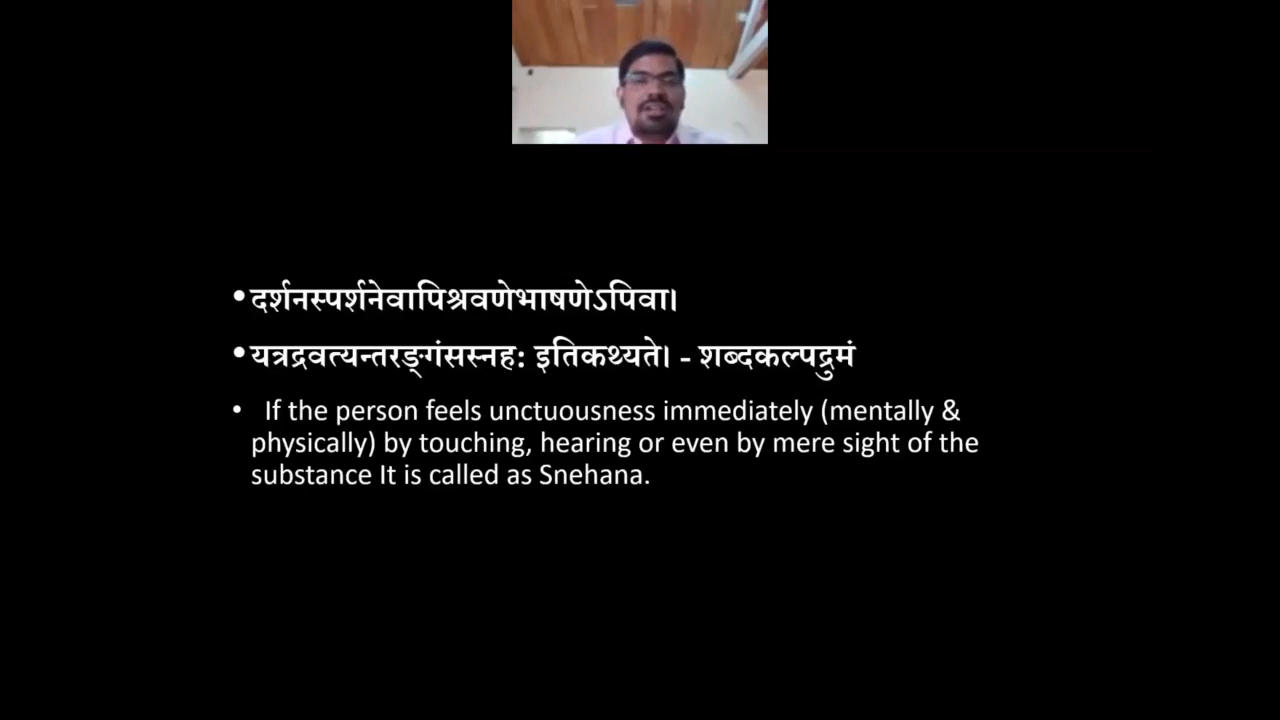 •दर्शनस्पर्शनेवापिश्रवणेभाषणेऽपिवा।
•यत्रद्रवत्यन्तरङ्गंसस्नह: इतिकथ्यते। - शब्दकल्पद्रुमं
• If the person feels unctuousness immediately (mentally &
physically) by touching, hearing or even by mere sight of the
substance It is called as Snehana.